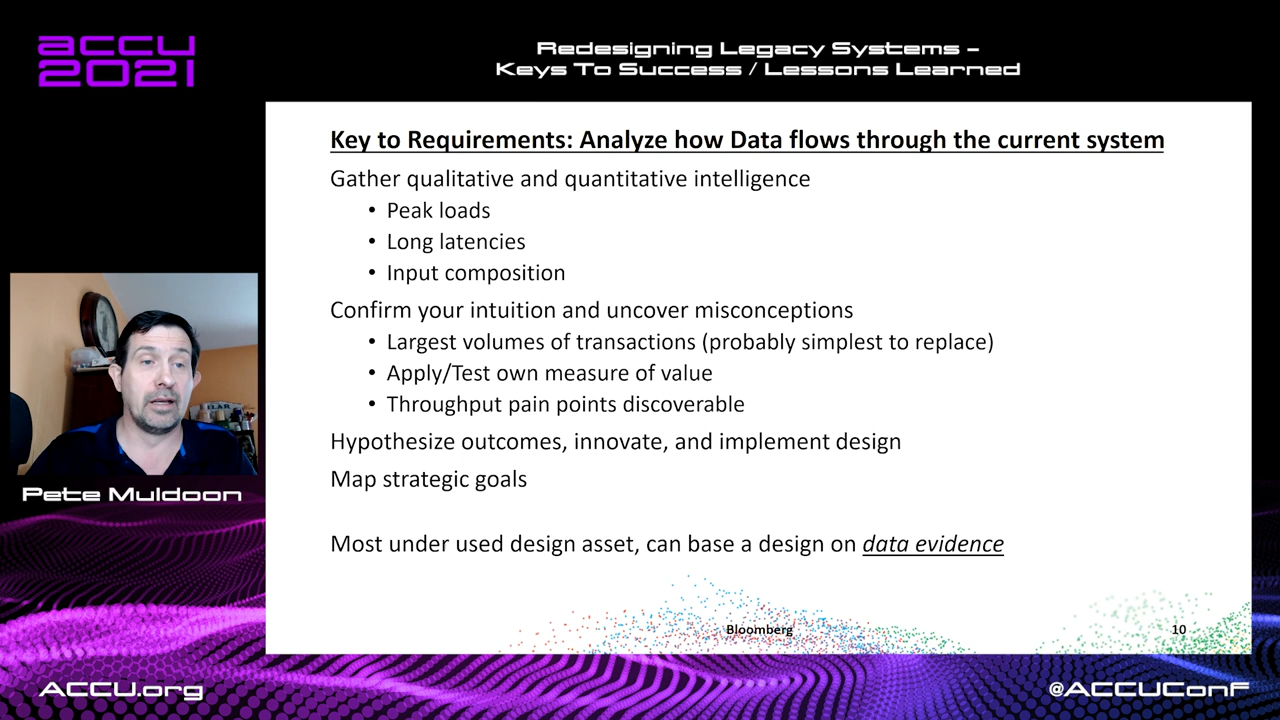 accu
2021
Redesigning Legacy Systems –
Keys To Success / Lessons Learned
Key to Requirements: Analyze how Data flows through the current system
Gather qualitative and quantitative intelligence
• Peak loads
• Long latencies
• Input composition
Confirm your intuition and uncover misconceptions
• Largest volumes of transactions (probably simplest to replace)
• Apply/Test own measure of value
• Throughput pain points discoverable
Hypothesize outcomes, innovate, and implement design
Map strategic goals
Most under used design asset, can base a design on data evidence
Bloomberg
10
Pete Muldoon
ACCU.org
@ACCUConf